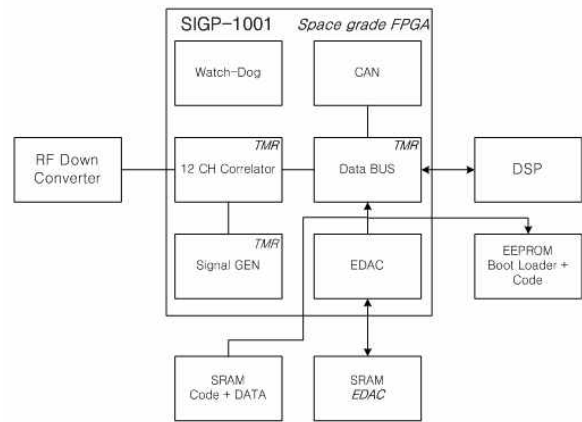 SIGP-1001 Space grade FPGA
Watch-Dog
CAN
RF Down
Converter
TMR
12 CH Correlator
TMR
Data BUS
DSP
TMR
Signal GEN
EDAC
EEPROM
Boot Loader +
Code
SRAM
Code + DATA
SRAM
EDAC